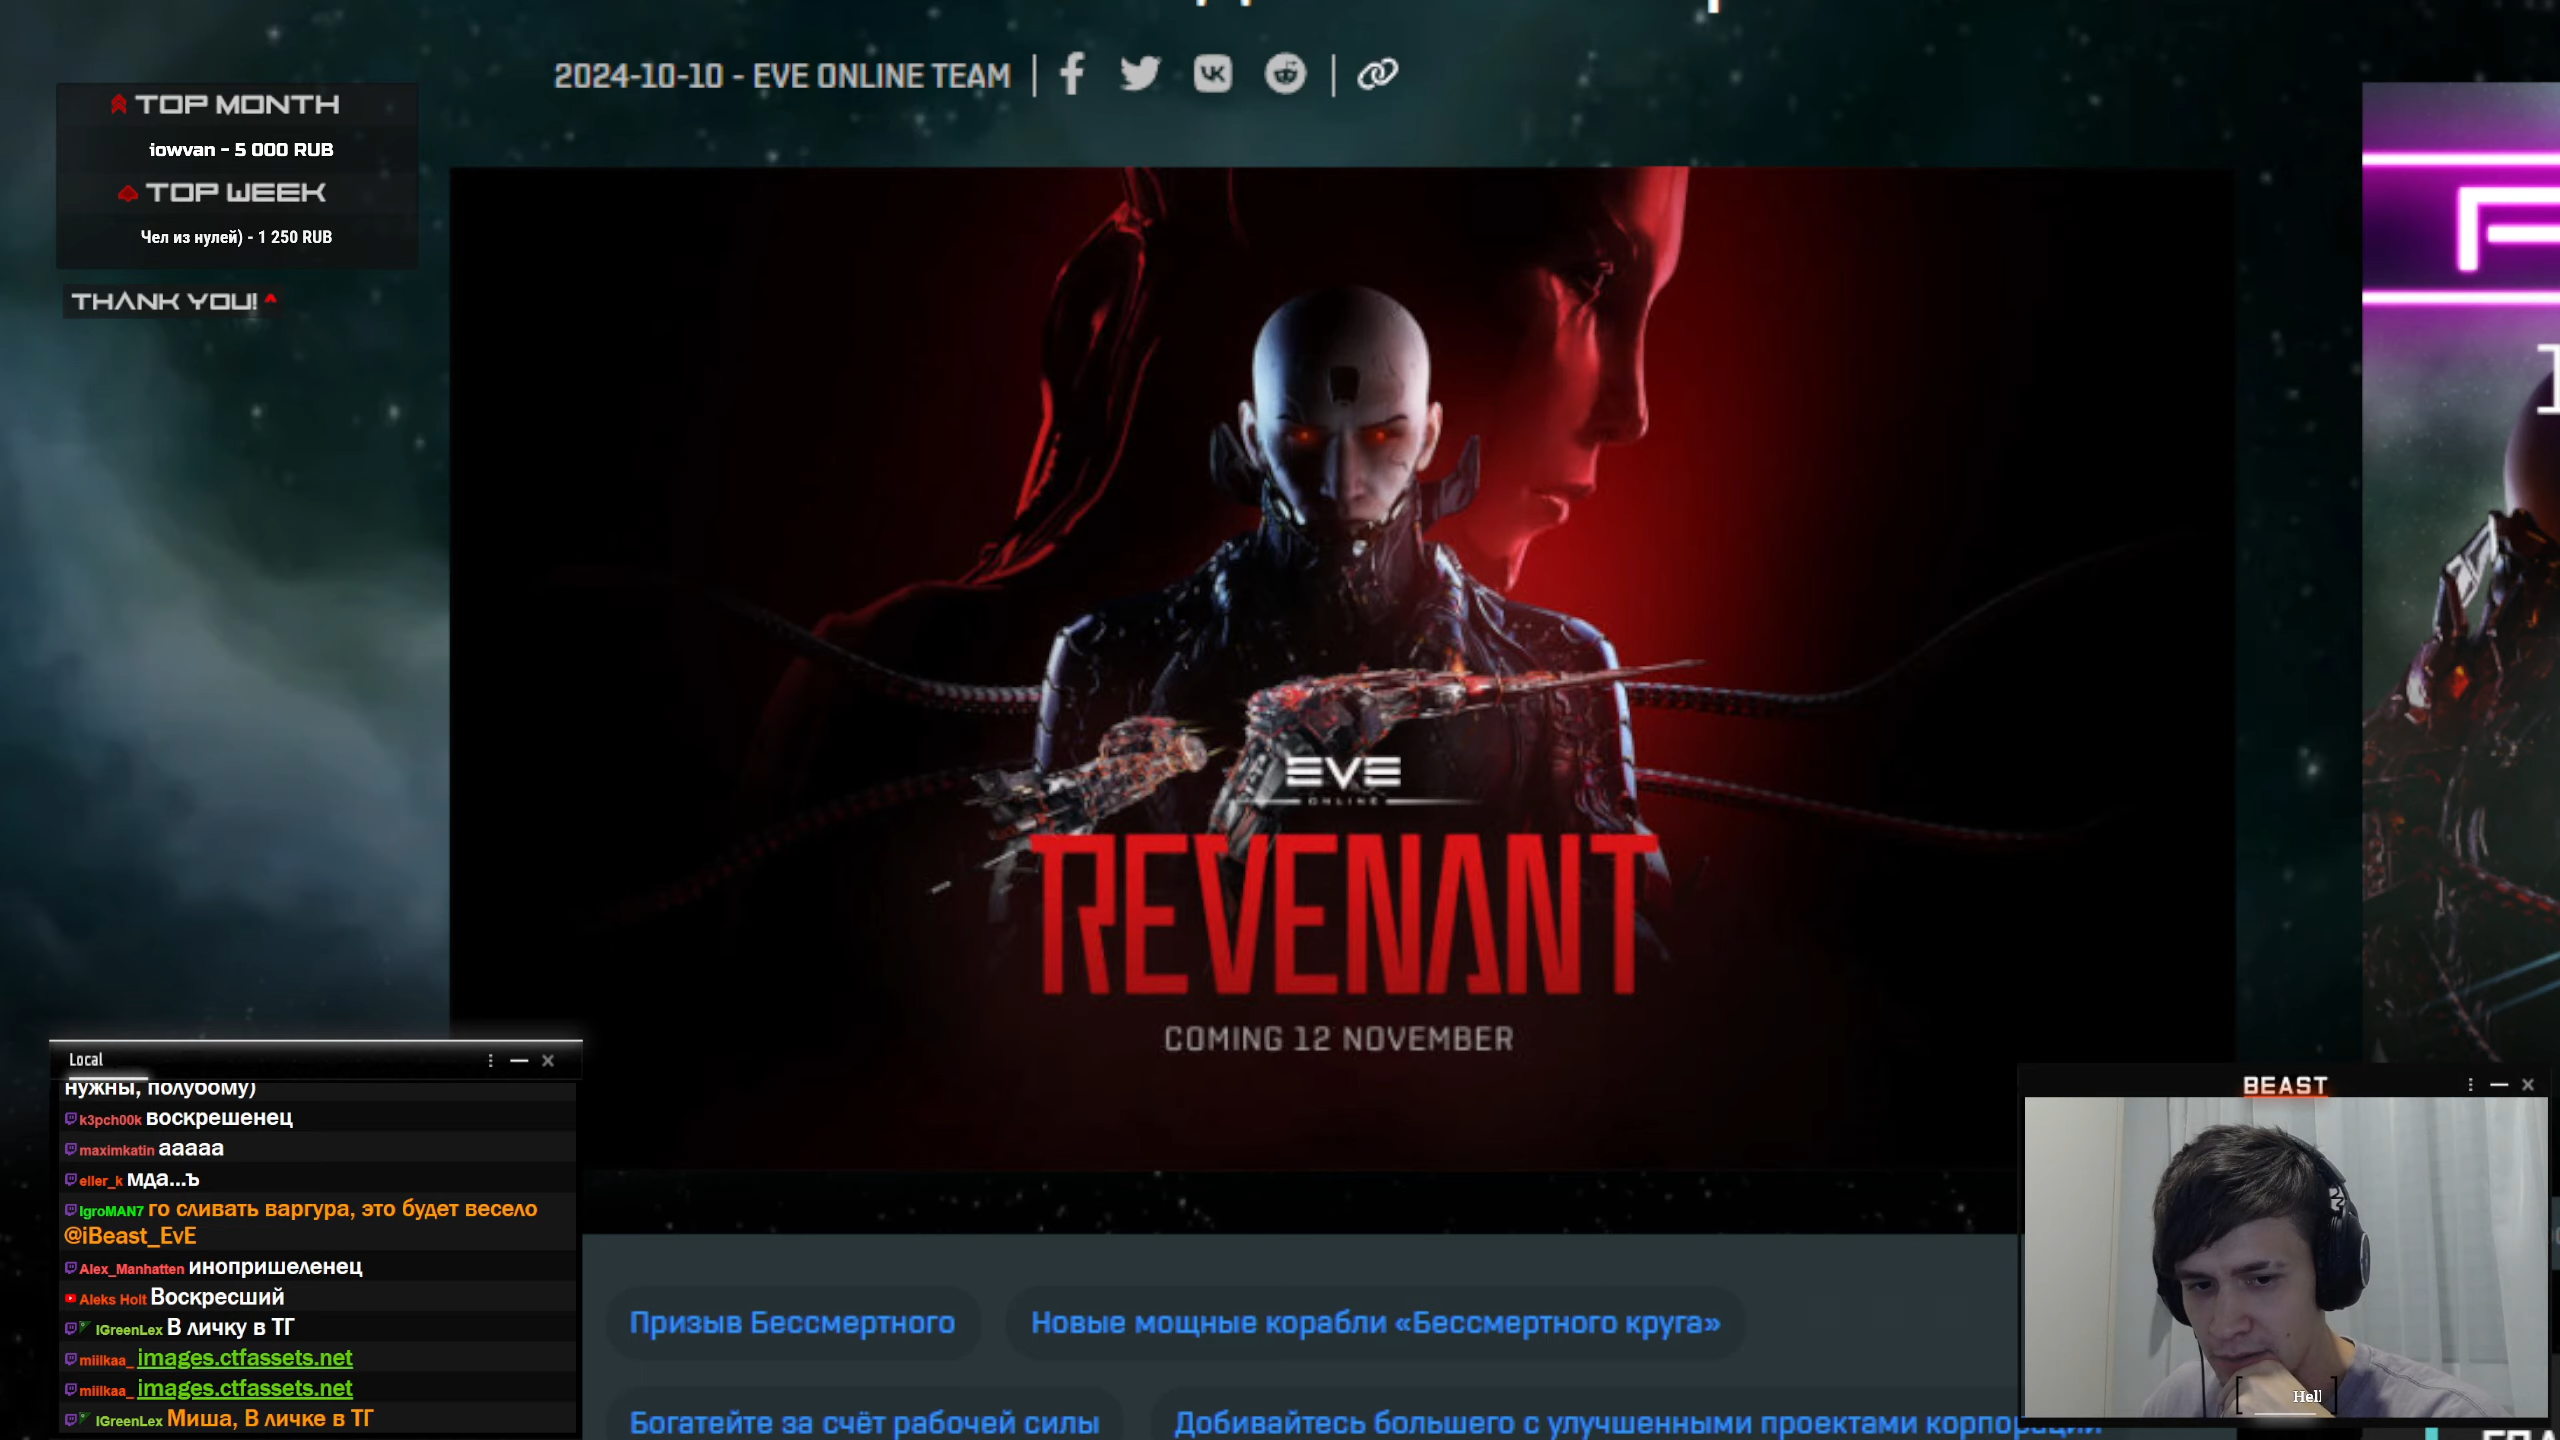 2024-10-10 - EVE ONLINE TEAM
TOP MONTH
iowvan - 5 000 RUB
TOP WEEK
Чел из нулей) - 1 250 RUB
THANK YOU!
EVE
ONLINE
REVENANT
COMING 12 NOVEMBER
Local
нужны, полубому)
k3pch00k воскрешенец
maximkatin ааааа
eller_k мда...ъ
IgroMAN7 го сливать варгура, это будет весело
@iBeast_EvE
Alex_Manhatten инопришеленец
Aleks Holt Воскресший
IGreenLex В личку в ТГ
miilkaa_ images.ctfassets.net
miilkaa_ images.ctfassets.net
IGreenLex Миша, В личке в ТГ
Призыв Бессмертного
Новые мощные корабли «Бессмертного круга»
Богатейте за счёт рабочей силы
Добивайтесь большего с улучшенными проектами корпораций
BEAST
Hell